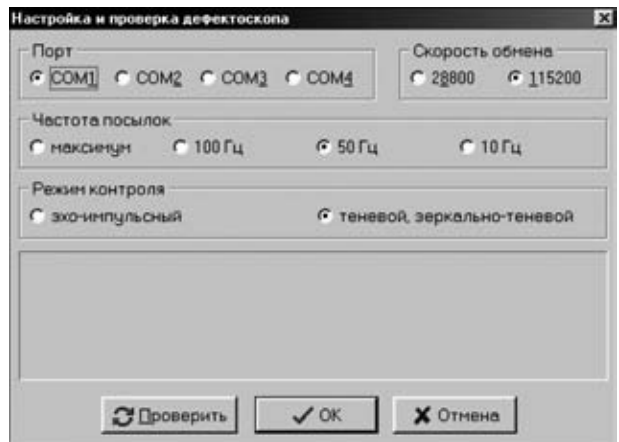 Настройка и проверка дефектоскопа
Порт
COM1 COM2 COM3 COM4
Скорость обмена
28800 115200
Частота посылок
максимум 100 Гц 50 Гц 10 Гц
Режим контроля
эхо-импульсный теневой, зеркально-теневой
Проверить OK Отмена